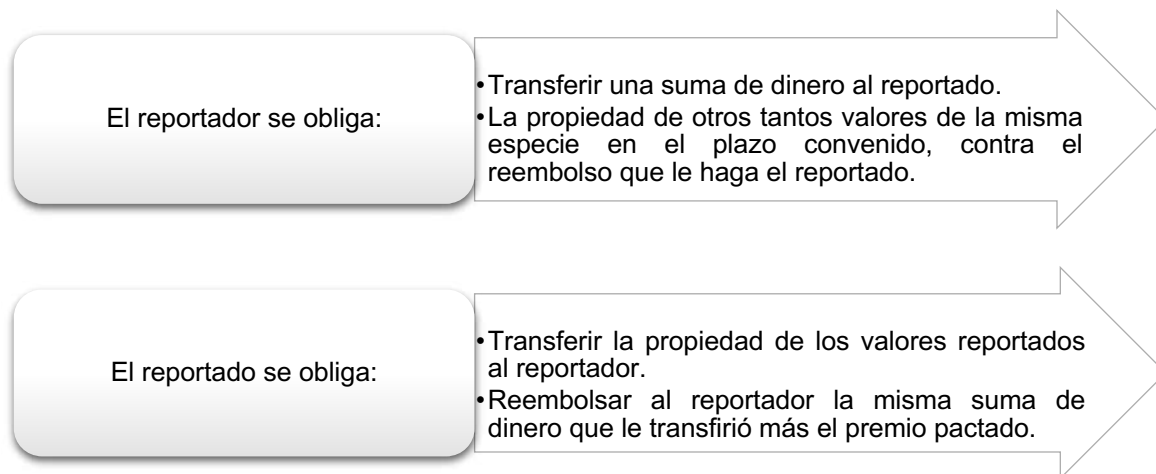 El reportador se obliga:
•Transferir una suma de dinero al reportado.
•La propiedad de otros tantos valores de la misma
especie en el plazo convenido, contra el
reembolso que le haga el reportado.
El reportado se obliga:
•Transferir la propiedad de los valores reportados
al reportador.
•Reembolsar al reportador la misma suma de
dinero que le transfirió más el premio pactado.